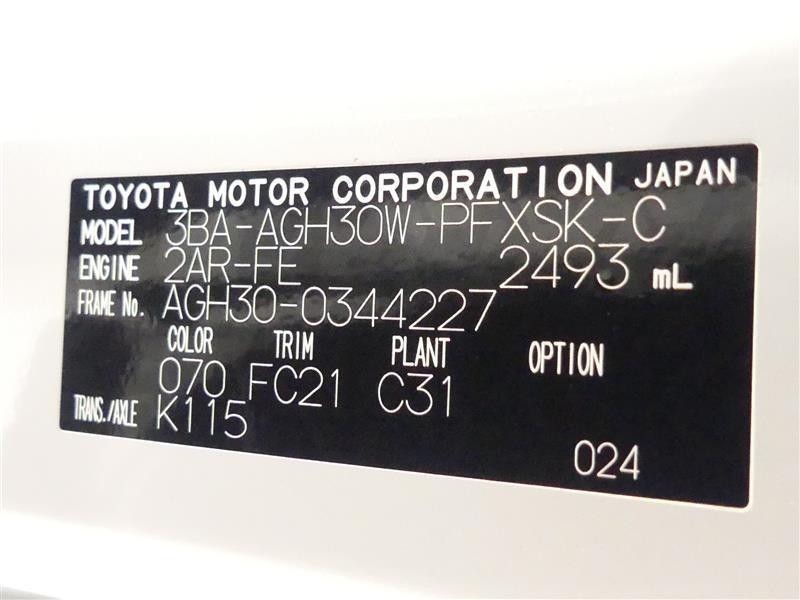 TOYOTA MOTOR CORPORATION JAPAN
MODEL 3BA-AGH30W-PFXSK-C
ENGINE 2AR-FE 2493 mL
FRAME No. AGH30-0344227
COLOR TRIM PLANT OPTION
070 FC21 C31
TRANS./AXLE K115
024